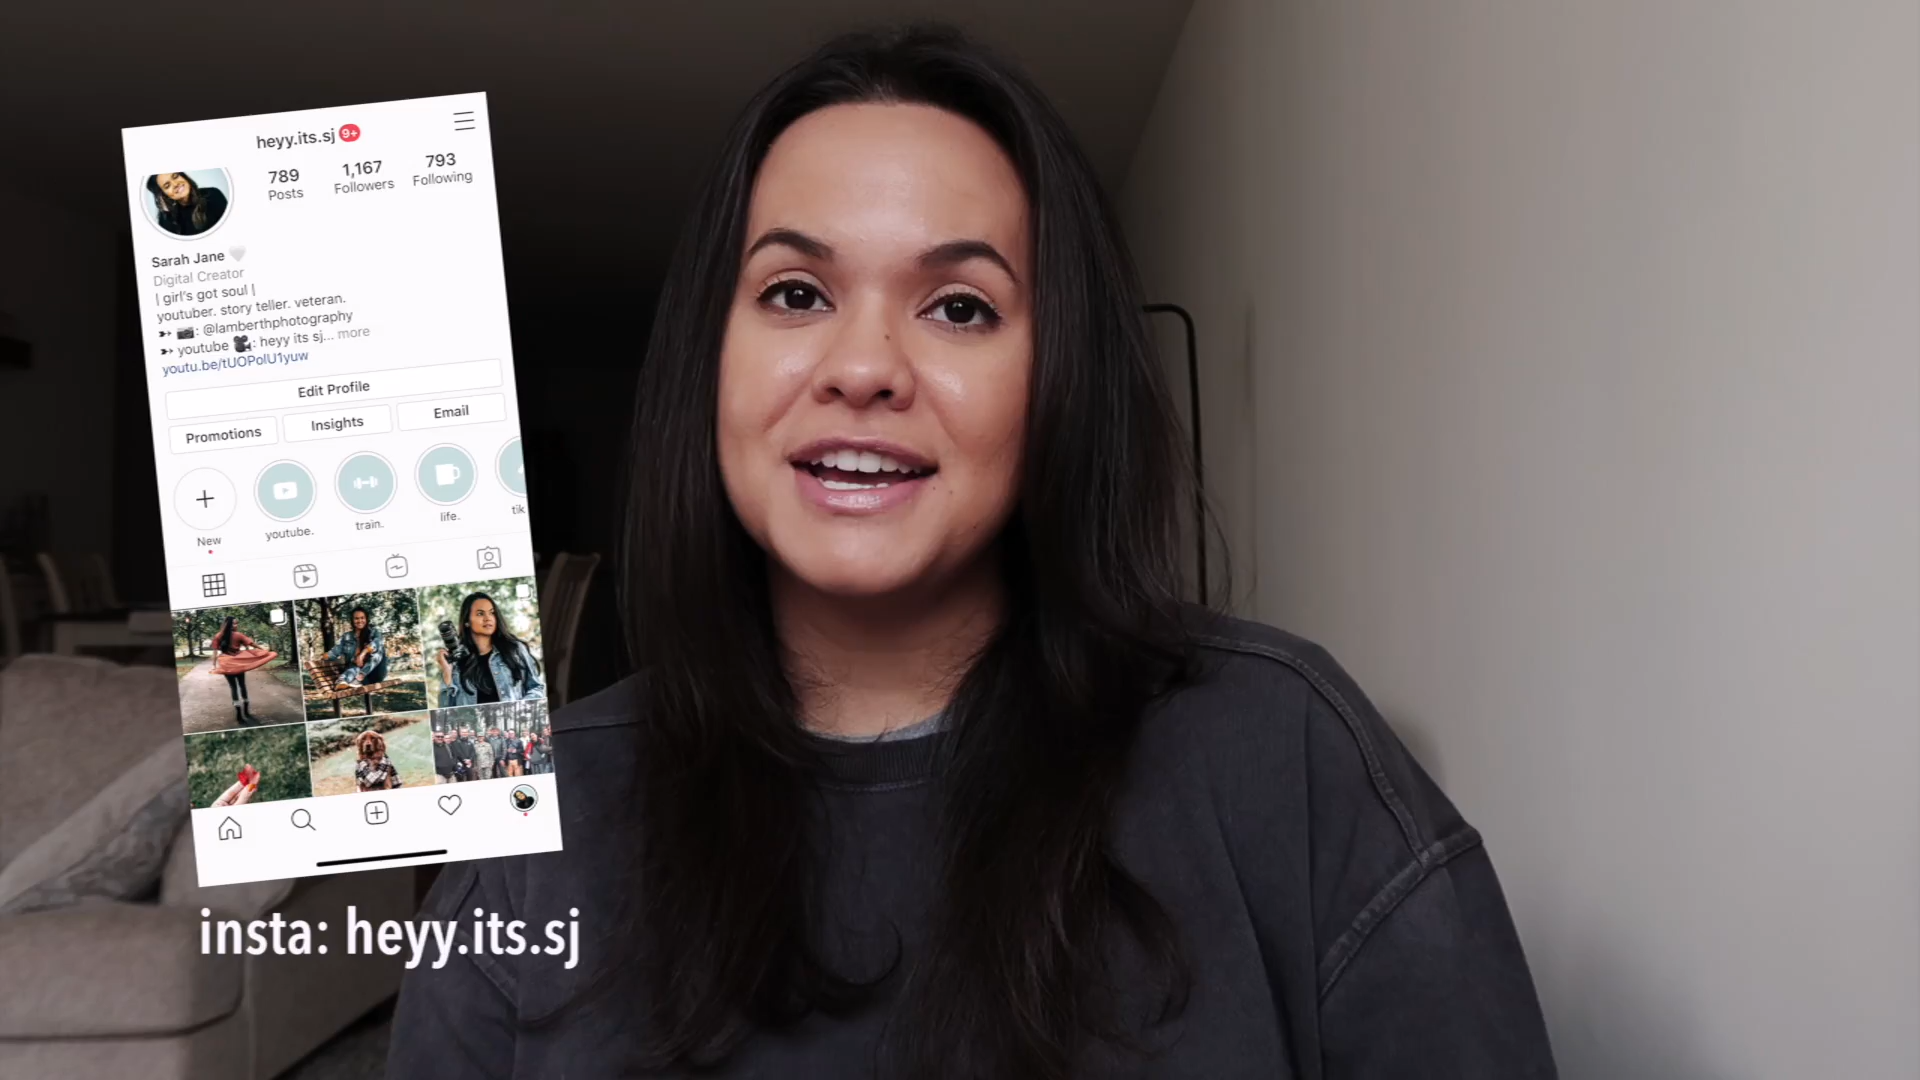 heyy.its.sj 9+
789 1,167 793
Posts Followers Following
Sarah Jane 🤍
Digital Creator
| girl's got soul |
youtuber. story teller. veteran.
➳ 📷: @lamberthphotography
➳ youtube 🎥: heyy its sj... more
youtu.be/tUOPolU1yuw
Edit Profile
Promotions Insights Email
New youtube. train. life. tik
insta: heyy.its.sj